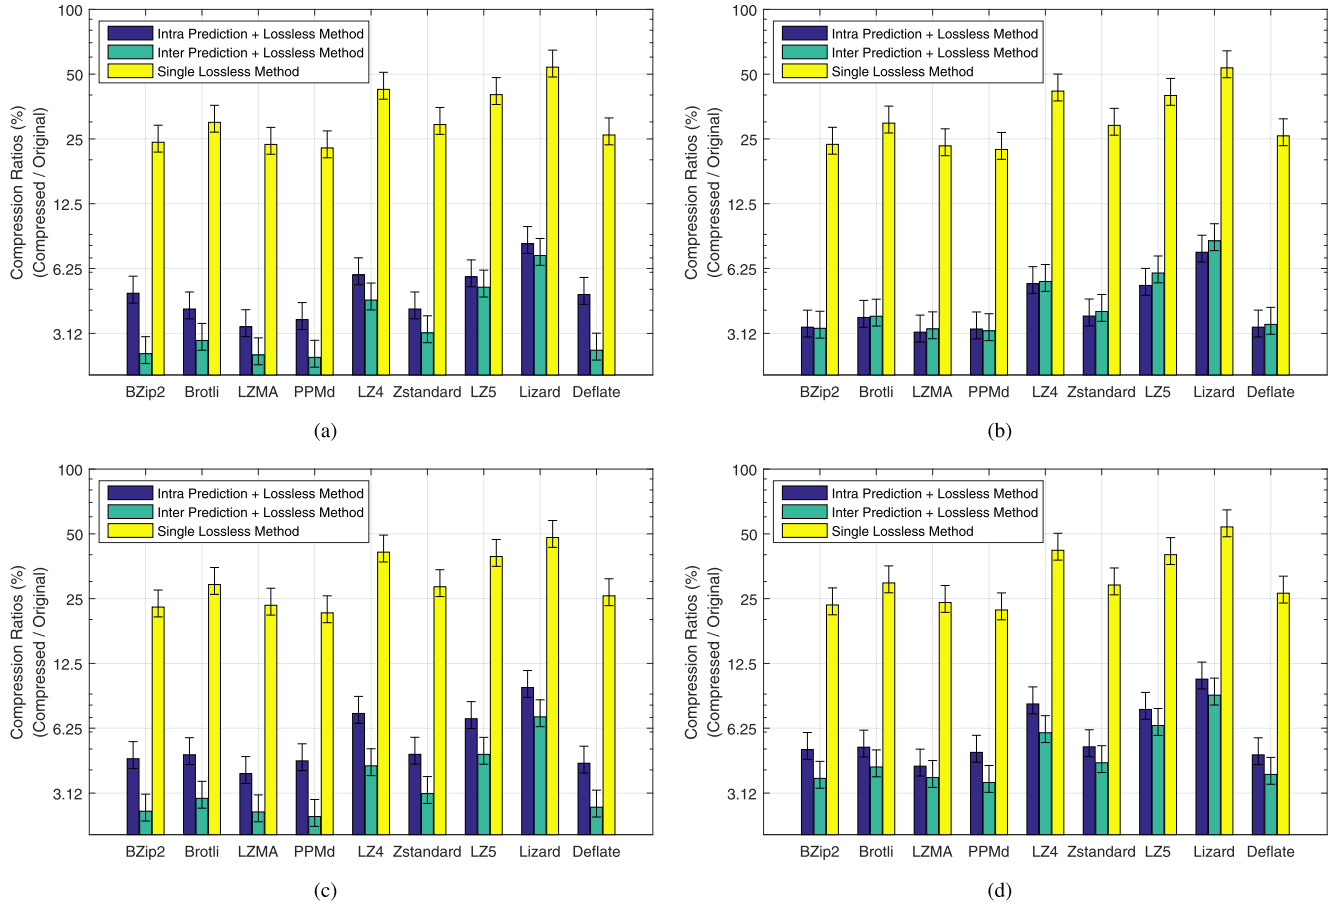 100
50
25
12.5
6.25
3.12
Compression Ratios (%)
(Compressed / Original)
Intra Prediction + Lossless Method
Inter Prediction + Lossless Method
Single Lossless Method
BZip2 Brotli LZMA PPMd LZ4 Zstandard LZ5 Lizard Deflate
(a)
100
50
25
12.5
6.25
3.12
Compression Ratios (%)
(Compressed / Original)
Intra Prediction + Lossless Method
Inter Prediction + Lossless Method
Single Lossless Method
BZip2 Brotli LZMA PPMd LZ4 Zstandard LZ5 Lizard Deflate
(b)
100
50
25
12.5
6.25
3.12
Compression Ratios (%)
(Compressed / Original)
Intra Prediction + Lossless Method
Inter Prediction + Lossless Method
Single Lossless Method
BZip2 Brotli LZMA PPMd LZ4 Zstandard LZ5 Lizard Deflate
(c)
100
50
25
12.5
6.25
3.12
Compression Ratios (%)
(Compressed / Original)
Intra Prediction + Lossless Method
Inter Prediction + Lossless Method
Single Lossless Method
BZip2 Brotli LZMA PPMd LZ4 Zstandard LZ5 Lizard Deflate
(d)